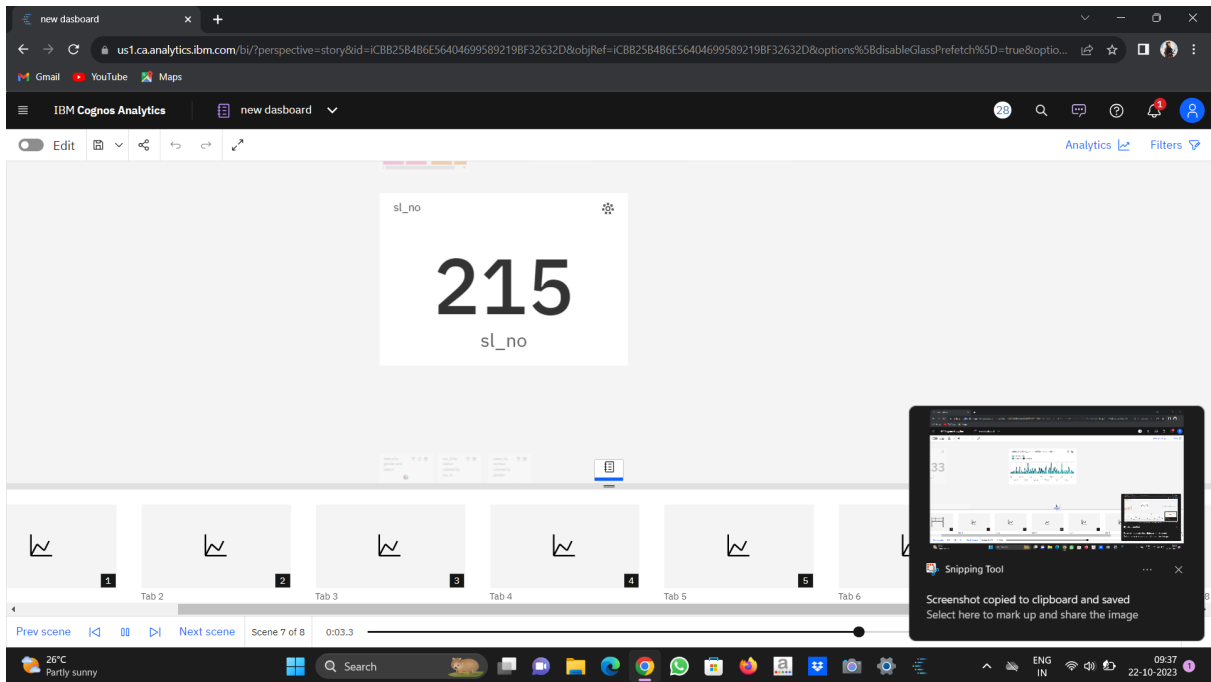 new dasboard
us1.ca.analytics.ibm.com/bi/?perspective=story&id=iCBB25B4B6E56404699589219BF32632D&objRef=iCBB25B4B6E56404699589219BF32632D&options%5BdisableGlassPrefetch%5D=true&optio...
Gmail YouTube Maps
IBM Cognos Analytics new dasboard 28 1
Edit Analytics Filters
sl_no
215
sl_no
33
1 2 3 4 5
Tab 2 Tab 3 Tab 4 Tab 5 Tab 6 8
Snipping Tool
Screenshot copied to clipboard and saved
Select here to mark up and share the image
Prev scene Next scene Scene 7 of 8 0:03.3
26°C
Partly sunny
Search
a
ENG
IN
09:37
22-10-2023
1